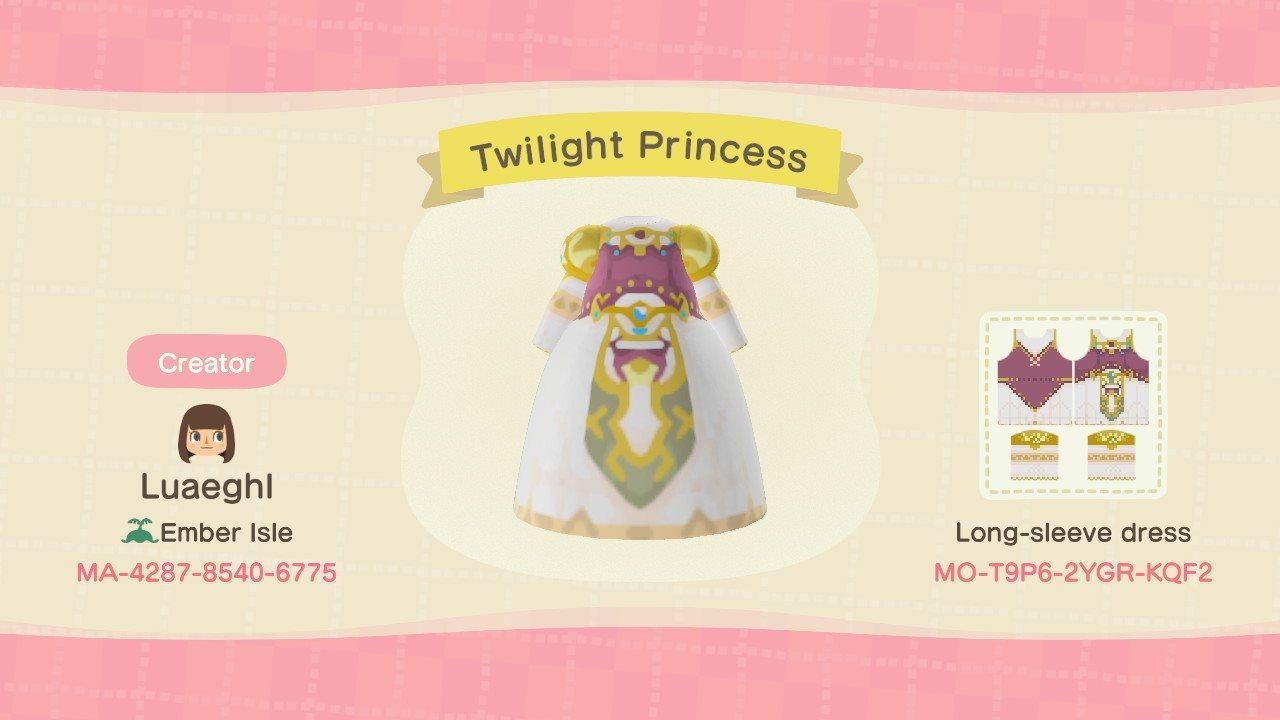 Twilight Princess
Creator
Luaeghl
Ember Isle
MA-4287-8540-6775
Long-sleeve dress
MO-T9P6-2YGR-KQF2